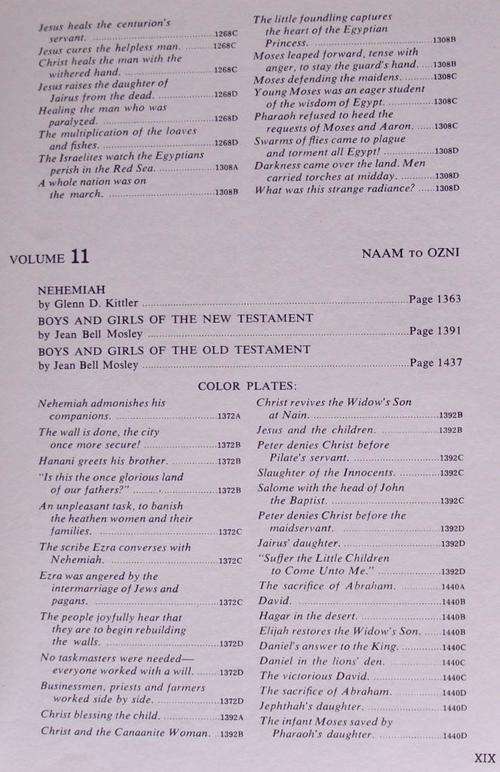 Jesus heals the centurion's
servant. 1268C
Jesus cures the helpless man. 1268C
Christ heals the man with the
withered hand. 1268C
Jesus raises the daughter of
Jairus from the dead. 1268D
Healing the man who was
paralyzed. 1268D
The multiplication of the loaves
and fishes. 1268D
The Israelites watch the Egyptians
perish in the Red Sea. 1308A
A whole nation was on
the march. 1308B
The little foundling captures
the heart of the Egyptian
Princess. 1308B
Moses leaped forward, tense with
anger, to stay the guard's hand. 1308B
Moses defending the maidens. 1308C
Young Moses was an eager student
of the wisdom of Egypt. 1308C
Pharaoh refused to heed the
requests of Moses and Aaron. 1308C
Swarms of flies came to plague
and torment all Egypt! 1308D
Darkness came over the land. Men
carried torches at midday. 1308D
What was this strange radiance? 1308D
VOLUME 11
NAAM TO OZNI
NEHEMIAH
by Glenn D. Kittler Page 1363
BOYS AND GIRLS OF THE NEW TESTAMENT
by Jean Bell Mosley Page 1391
BOYS AND GIRLS OF THE OLD TESTAMENT
by Jean Bell Mosley Page 1437
COLOR PLATES:
Nehemiah admonishes his
companions. 1372A
The wall is done, the city
once more secure! 1372B
Hanani greets his brother. 1372B
"Is this the once glorious land
of our fathers?" 1372B
An unpleasant task, to banish
the heathen women and their
families. 1372C
The scribe Ezra converses with
Nehemiah. 1372C
Ezra was angered by the
intermarriage of Jews and
pagans. 1372C
The people joyfully hear that
they are to begin rebuilding
the walls. 1372D
No taskmasters were needed—
everyone worked with a will. 1372D
Businessmen, priests and farmers
worked side by side. 1372D
Christ blessing the child. 1392A
Christ and the Canaanite Woman. 1392B
Christ revives the Widow's Son
at Nain. 1392B
Jesus and the children. 1392B
Peter denies Christ before
Pilate's servant. 1392C
Slaughter of the Innocents. 1392C
Salome with the head of John
the Baptist. 1392C
Peter denies Christ before the
maidservant. 1392D
Jairus' daughter. 1392D
"Suffer the Little Children
to Come Unto Me." 1392D
The sacrifice of Abraham. 1440A
David. 1440B
Hagar in the desert. 1440B
Elijah restores the Widow's Son. 1440B
Daniel's answer to the King. 1440C
Daniel in the lions' den. 1440C
The victorious David. 1440C
The sacrifice of Abraham. 1440D
Jephthah's daughter. 1440D
The infant Moses saved by
Pharaoh's daughter. 1440D
XIX